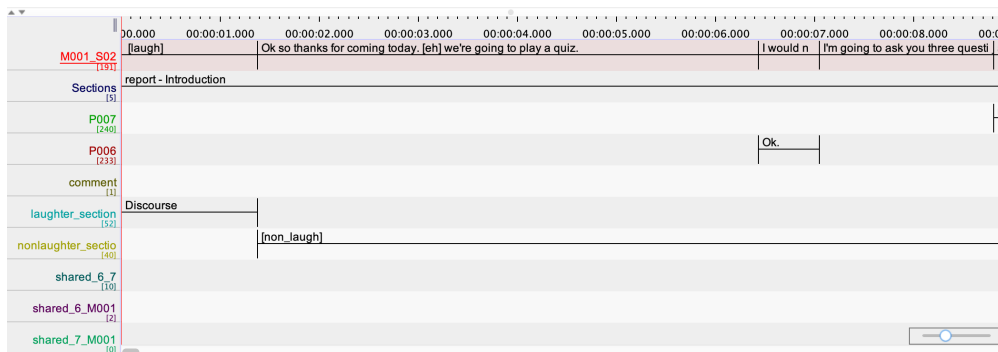 00.000 00:00:01.000 00:00:02.000 00:00:03.000 00:00:04.000 00:00:05.000 00:00:06.000 00:00:07.000 00:00:08.000 00:0
[laugh] Ok so thanks for coming today. [eh] we're going to play a quiz. I would n I'm going to ask you three questi
M001_S02
[191]
report - Introduction
Sections
[5]
P007
[240]
Ok.
P006
[233]
comment
[1]
Discourse
laughter_section
[52]
[non_laugh]
nonlaughter_sectio
[40]
shared_6_7
[10]
shared_6_M001
[2]
shared_7_M001
[0]